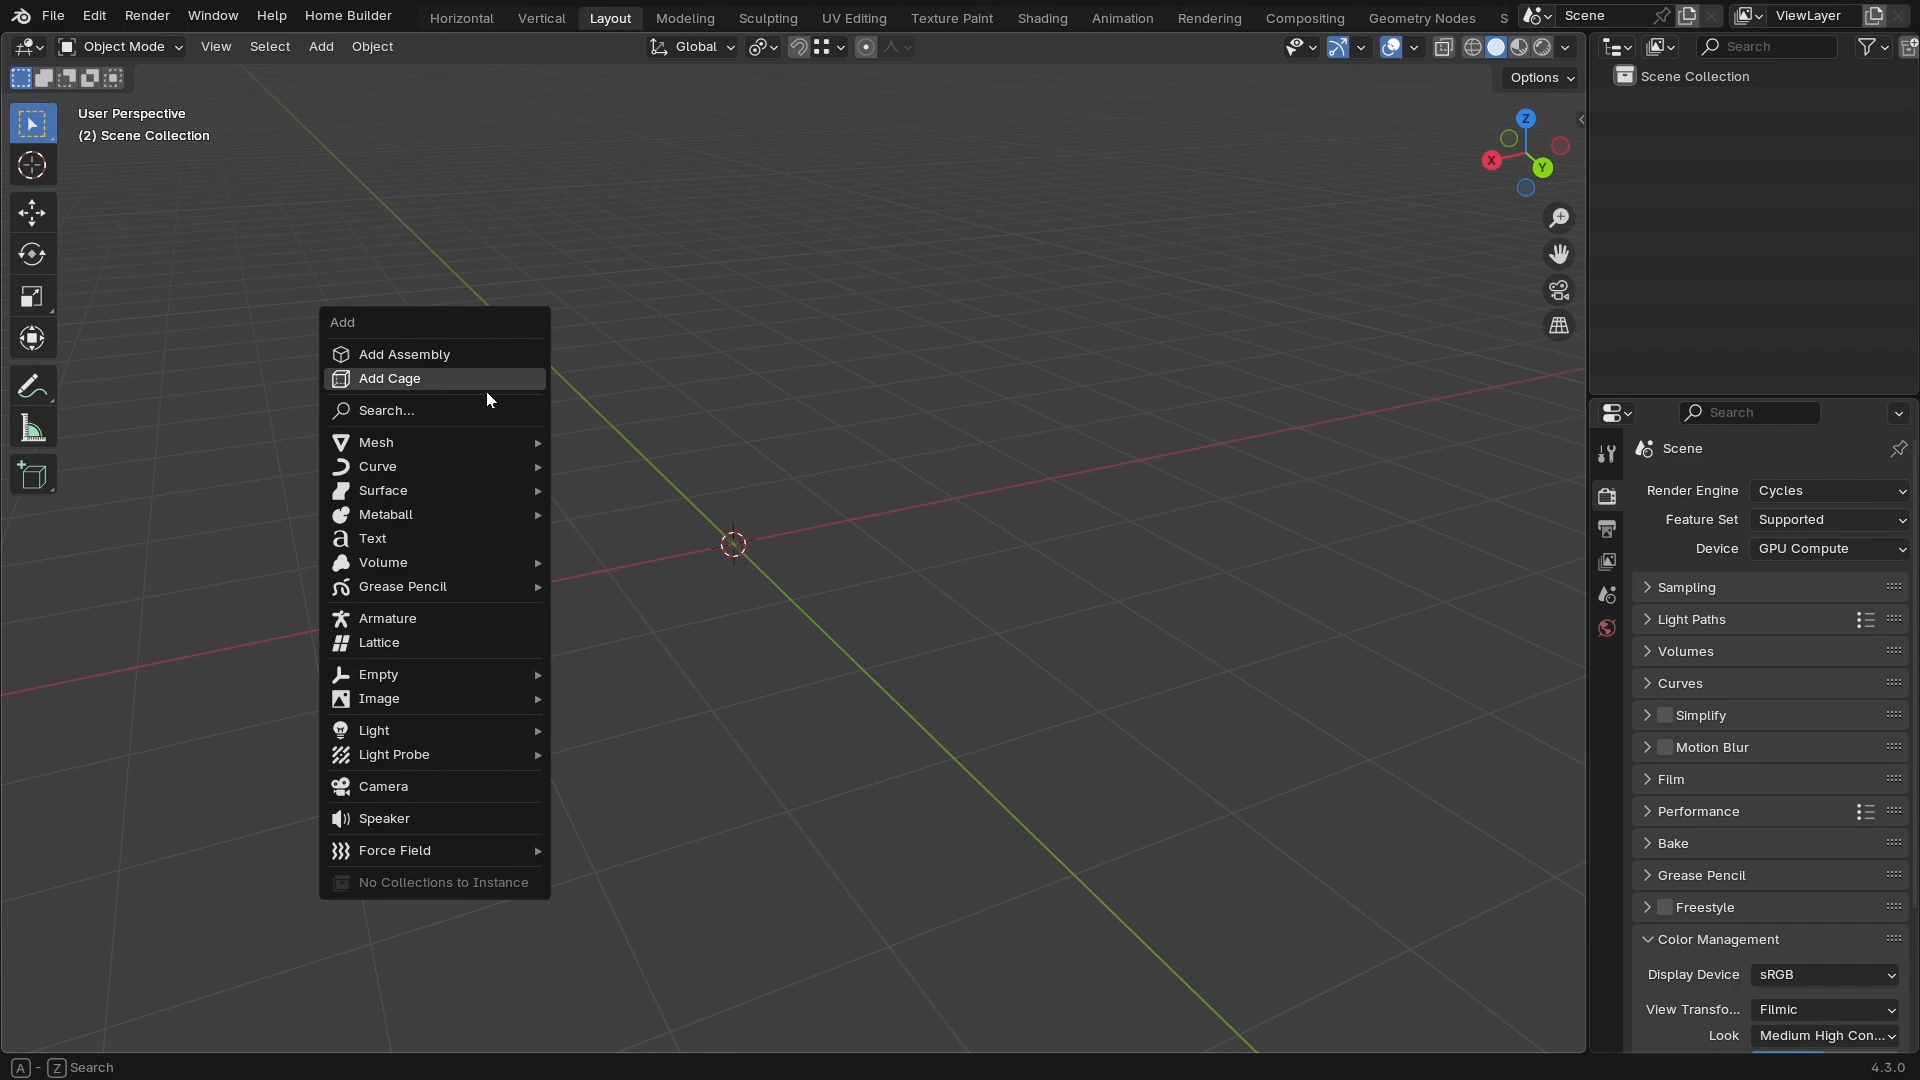 File Edit Render Window Help Home Builder Horizontal Vertical Layout Modeling Sculpting UV Editing Texture Paint Shading Animation Rendering Compositing Geometry Nodes S Scene ViewLayer
Object Mode View Select Add Object Global Search
Options
Scene Collection
User Perspective
(2) Scene Collection
Z
X
Y
Add
Add Assembly
Add Cage
Search...
Mesh
Curve
Surface
Metaball
Text
Volume
Grease Pencil
Armature
Lattice
Empty
Image
Light
Light Probe
Camera
Speaker
Force Field
No Collections to Instance
Search
Scene
Render Engine Cycles
Feature Set Supported
Device GPU Compute
Sampling
Light Paths
Volumes
Curves
Simplify
Motion Blur
Film
Performance
Bake
Grease Pencil
Freestyle
Color Management
Display Device sRGB
View Transfo... Filmic
Look Medium High Con...
A - Z Search 4.3.0